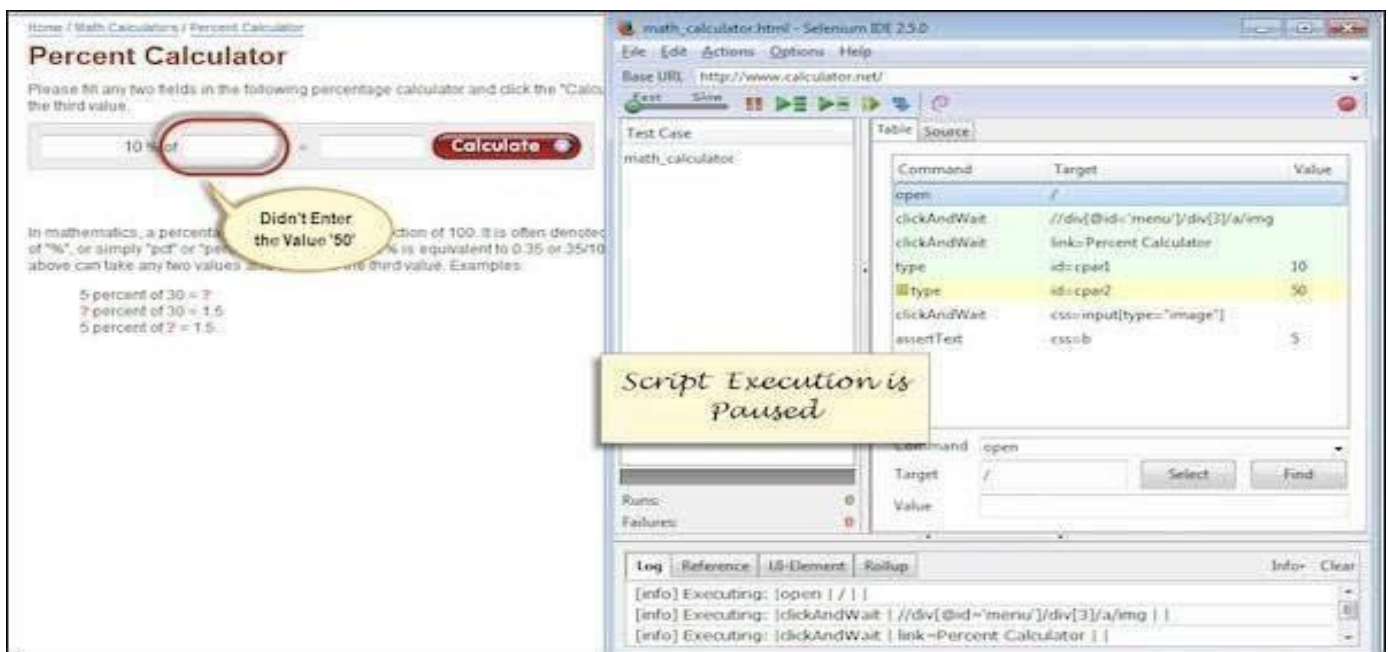 Home / Math Calculators / Percent Calculator
Percent Calculator
Please fill any two fields in the following percentage calculator and click the "Calcu
the third value.
10 % of
=
Calculate
Didn't Enter
the Value '50'
In mathematics, a percenta ction of 100. It is often denoted
of "%", or simply "pct" or "pe % is equivalent to 0.35 or 35/10
above can take any two values the third value. Examples:
5 percent of 30 = ?
? percent of 30 = 1.5
5 percent of ? = 1.5
math_calculator.html - Selenium IDE 2.5.0
File Edit Actions Options Help
Base URL http://www.calculator.net/
Fast Slow
Test Case
math_calculator
Table Source
Command Target Value
open /
clickAndWait //div[@id='menu']/div[3]/a/img
clickAndWait link=Percent Calculator
type id=cpar1 10
type id=cpar2 50
clickAndWait css=input[type="image"]
assertText css=b 5
Script Execution is
Paused
Command open
Target / Select Find
Value
Runs: 0
Failures: 0
Log Reference UI-Element Rollup Info Clear
[info] Executing: |open | / | |
[info] Executing: |clickAndWait | //div[@id='menu']/div[3]/a/img | |
[info] Executing: |clickAndWait | link=Percent Calculator | |